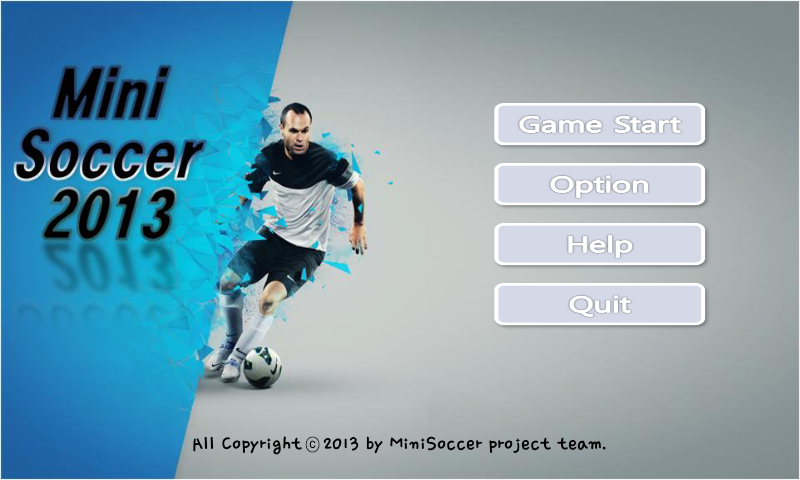 Mini
Soccer
2013
Game Start
Option
Help
Quit
All Copyright ⓒ 2013 by MiniSoccer project team.